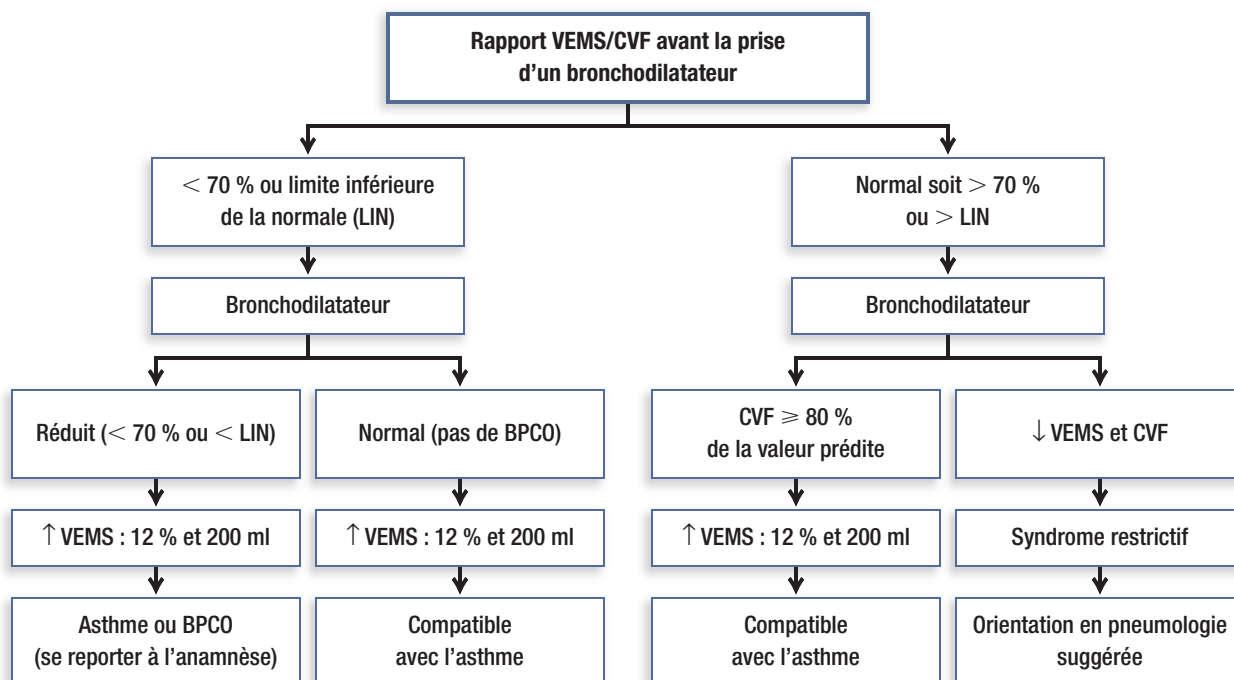 Rapport VEMS/CVF avant la prise
d’un bronchodilatateur
< 70 % ou limite inférieure
de la normale (LIN)
Normal soit > 70 %
ou > LIN
Bronchodilatateur
Bronchodilatateur
Réduit (< 70 % ou < LIN)
Normal (pas de BPCO)
CVF ⩾ 80 %
de la valeur prédite
↓ VEMS et CVF
↑ VEMS : 12 % et 200 ml
↑ VEMS : 12 % et 200 ml
↑ VEMS : 12 % et 200 ml
Syndrome restrictif
Asthme ou BPCO
(se reporter à l’anamnèse)
Compatible
avec l’asthme
Compatible
avec l’asthme
Orientation en pneumologie
suggérée